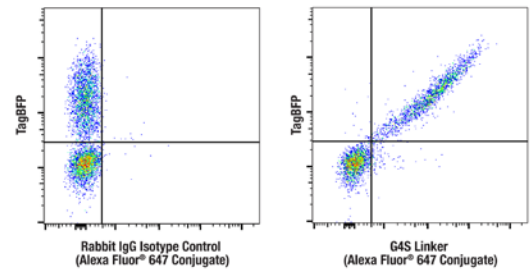 TagBFP
Rabbit IgG Isotype Control
(Alexa Fluor® 647 Conjugate)
TagBFP
G4S Linker
(Alexa Fluor® 647 Conjugate)